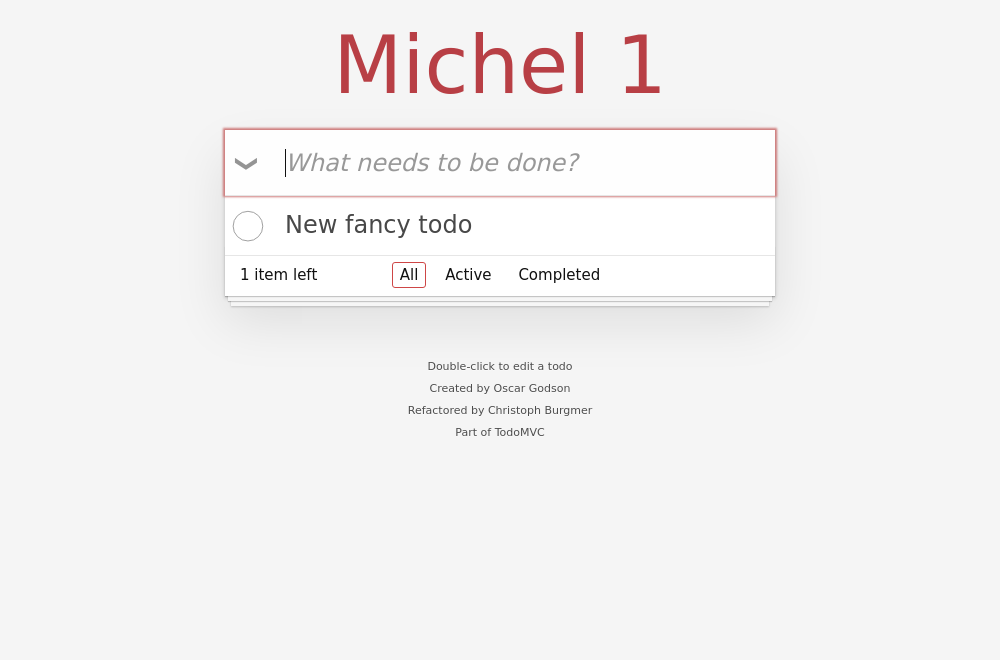 Michel 1
What needs to be done?
New fancy todo
1 item left All Active Completed
Double-click to edit a todo
Created by Oscar Godson
Refactored by Christoph Burgmer
Part of TodoMVC